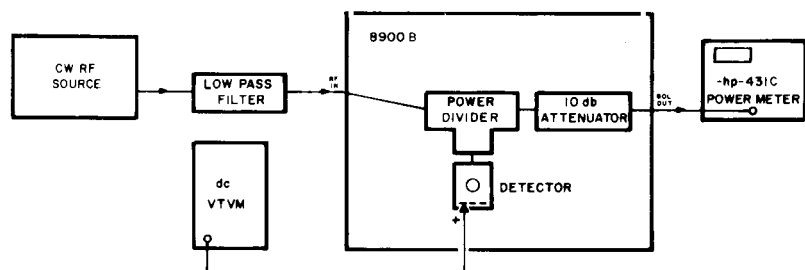 CW RF
SOURCE
LOW PASS
FILTER
RF
IN
8900 B
POWER
DIVIDER
10 db
ATTENUATOR
BOL
OUT
-hp-431C
POWER METER
dc
VTVM
DETECTOR
+